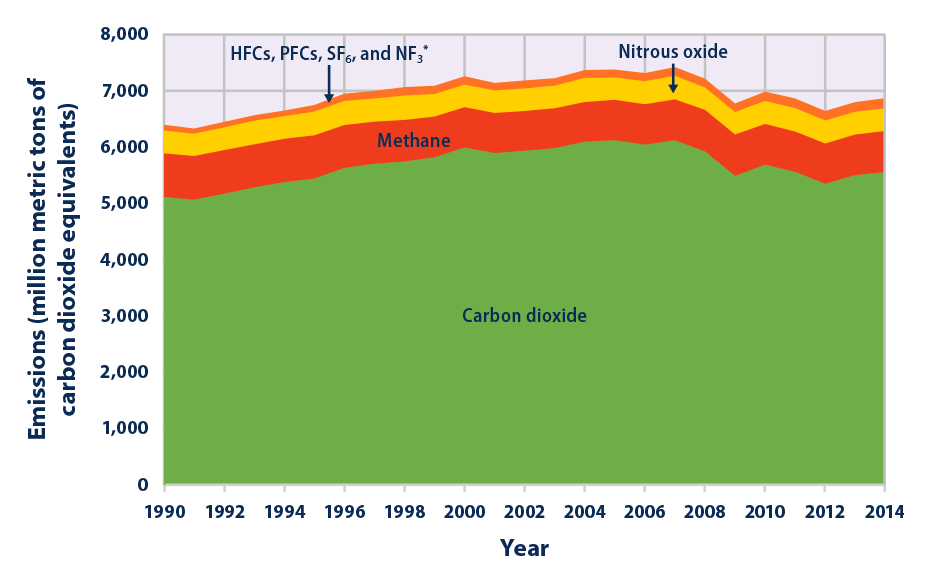 8,000
HFCs, PFCs, SF₆, and NF₃*
Nitrous oxide
7,000
6,000
Methane
5,000
4,000
3,000
Carbon dioxide
2,000
1,000
0
Emissions (million metric tons of
carbon dioxide equivalents)
1990 1992 1994 1996 1998 2000 2002 2004 2006 2008 2010 2012 2014
Year